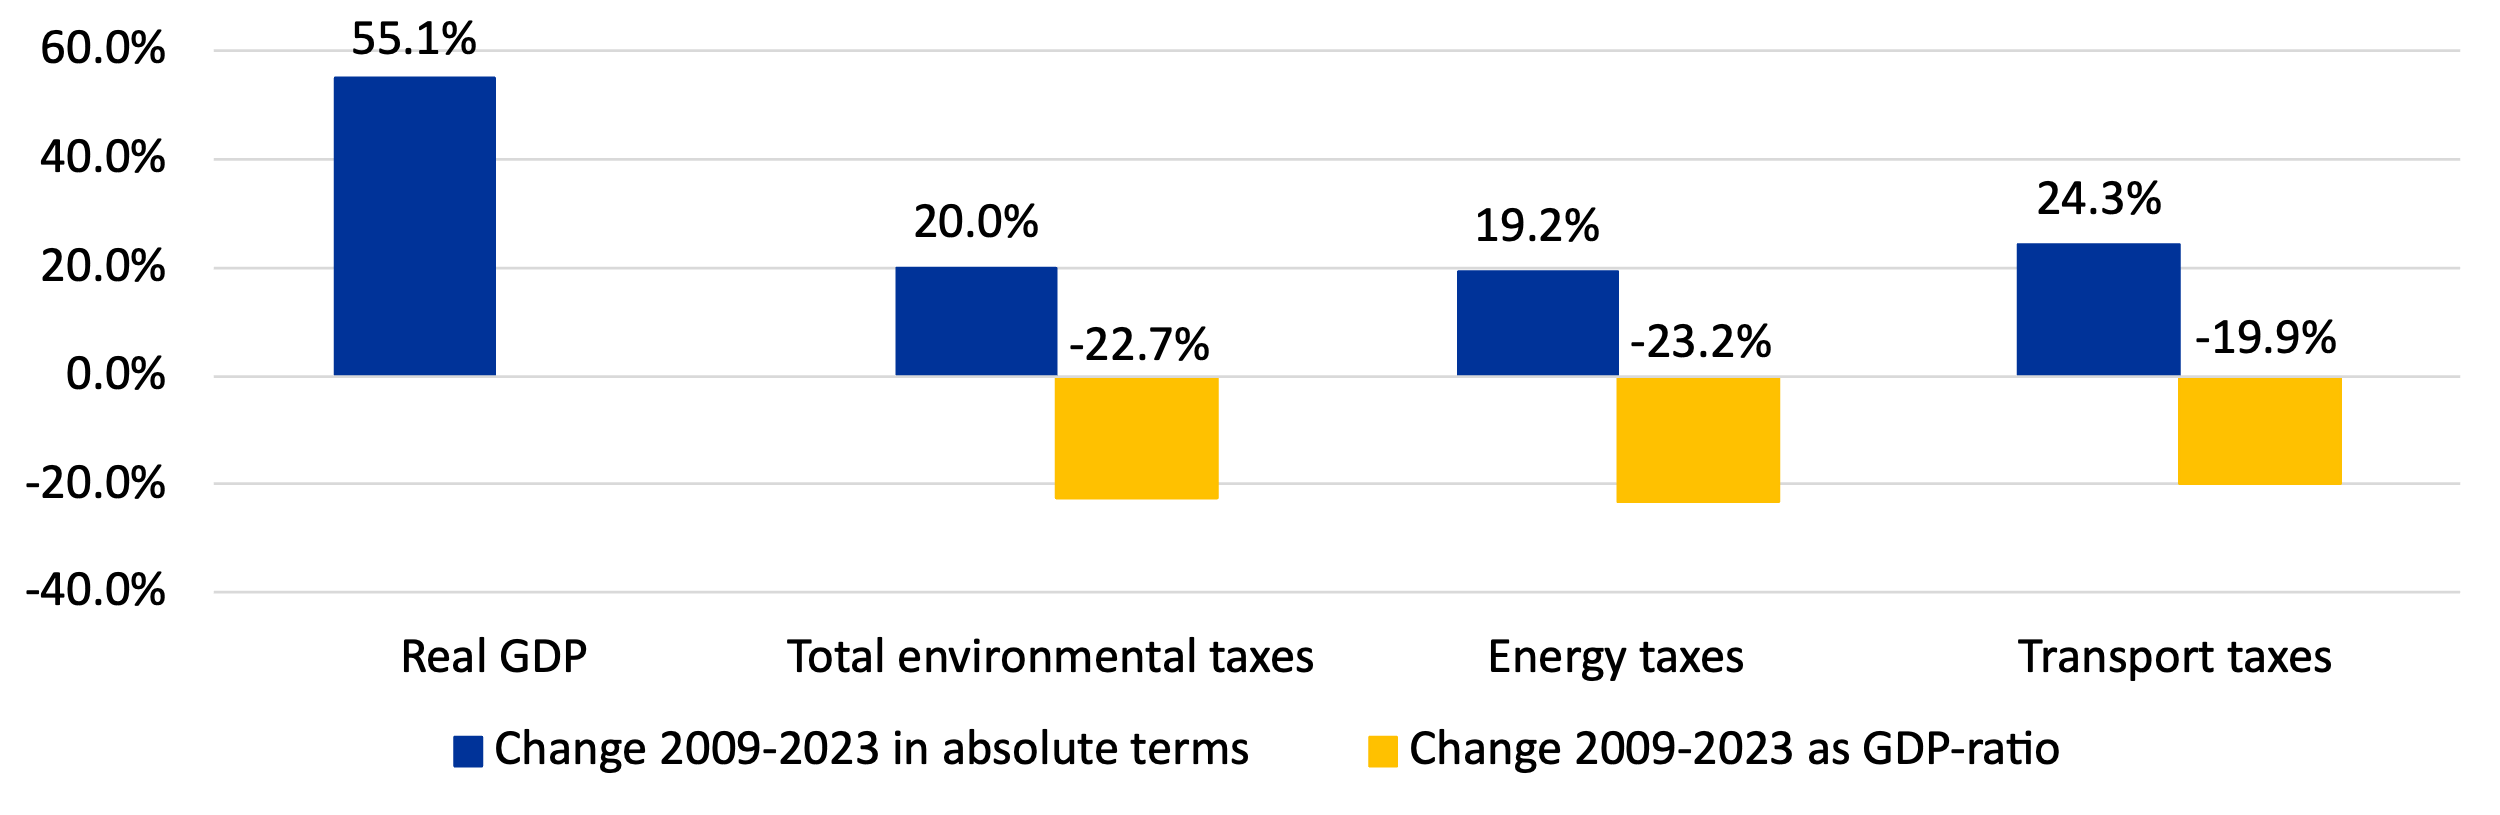 60.0%
40.0%
20.0%
0.0%
-20.0%
-40.0%
55.1%
20.0%
-22.7%
19.2%
-23.2%
24.3%
-19.9%
Real GDP
Total environmental taxes
Energy taxes
Transport taxes
Change 2009-2023 in absolute terms
Change 2009-2023 as GDP-ratio